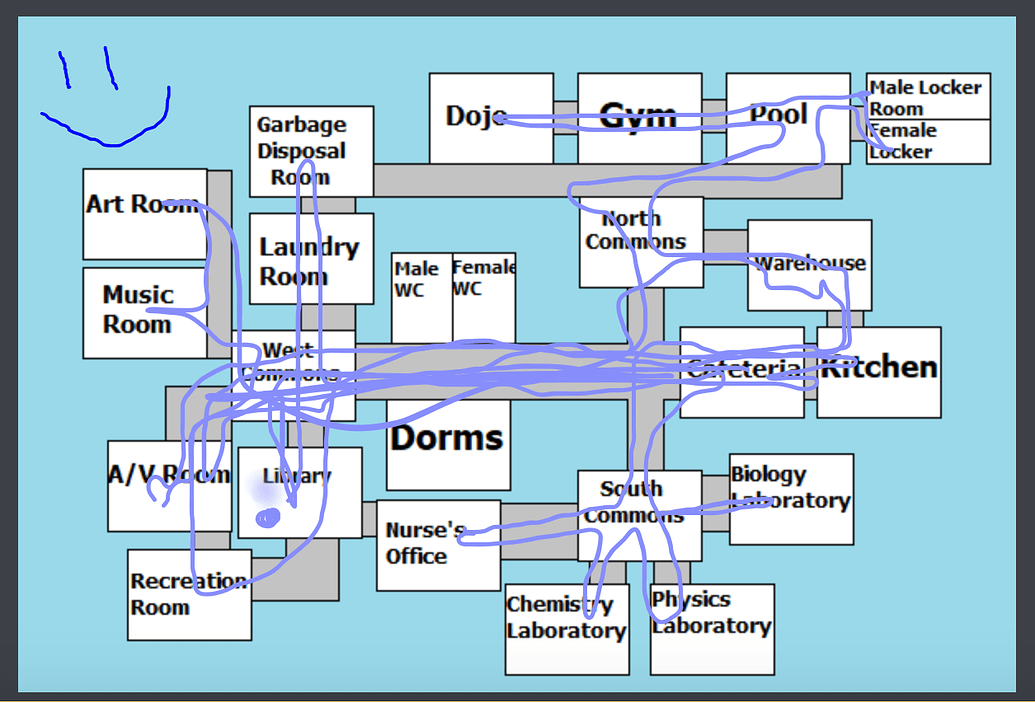 Dojo
Gym
Pool
Male Locker
Room
Female
Locker
Garbage
Disposal
Room
Art Room
North
Commons
Laundry
Room
Warehouse
Male
WC
Female
WC
Music
Room
West
Commons
Cafeteria
Kitchen
Dorms
A/V Room
Library
South
Commons
Biology
Laboratory
Nurse's
Office
Recreation
Room
Chemistry
Laboratory
Physics
Laboratory